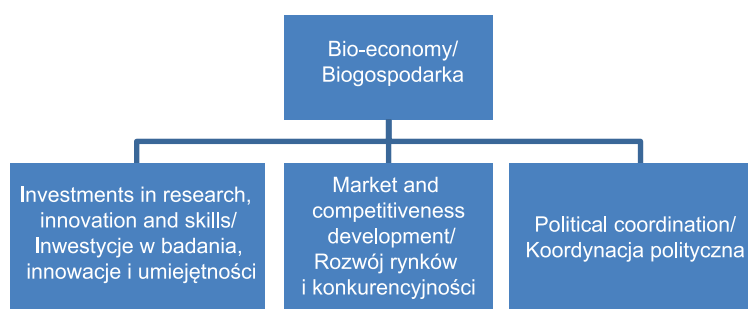 Bio-economy/
Biogospodarka
Investments in research,
innovation and skills/
Inwestycje w badania,
innowacje i umiejętności
Market and
competitiveness
development/
Rozwój rynków
i konkurencyjności
Political coordination/
Koordynacja polityczna